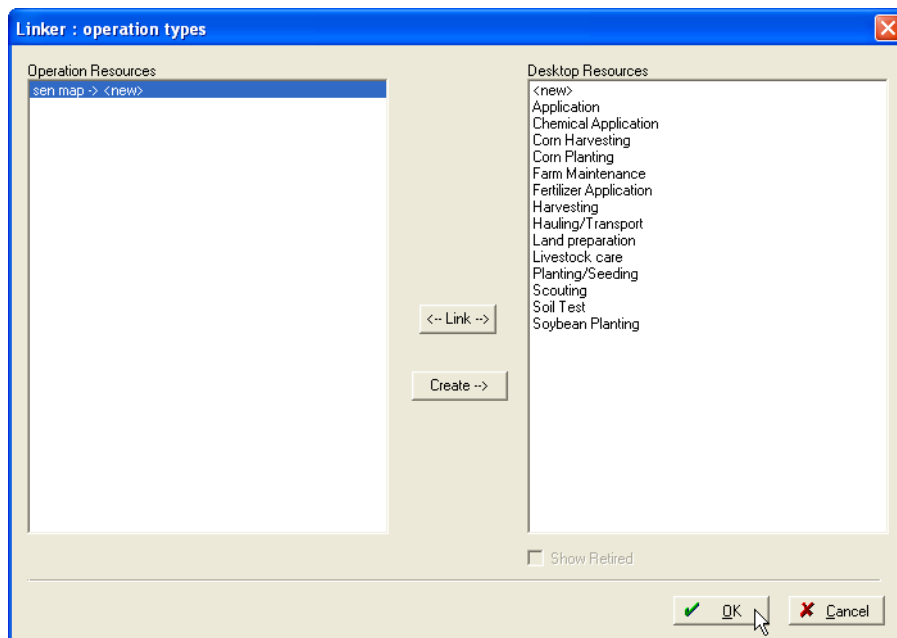 Linker : operation types
Operation Resources
sen map -> <new>
Desktop Resources
<new>
Application
Chemical Application
Corn Harvesting
Corn Planting
Farm Maintenance
Fertilizer Application
Harvesting
Hauling/Transport
Land preparation
Livestock care
Planting/Seeding
Scouting
Soil Test
Soybean Planting
<-- Link -->
Create -->
Show Retired
OK
Cancel